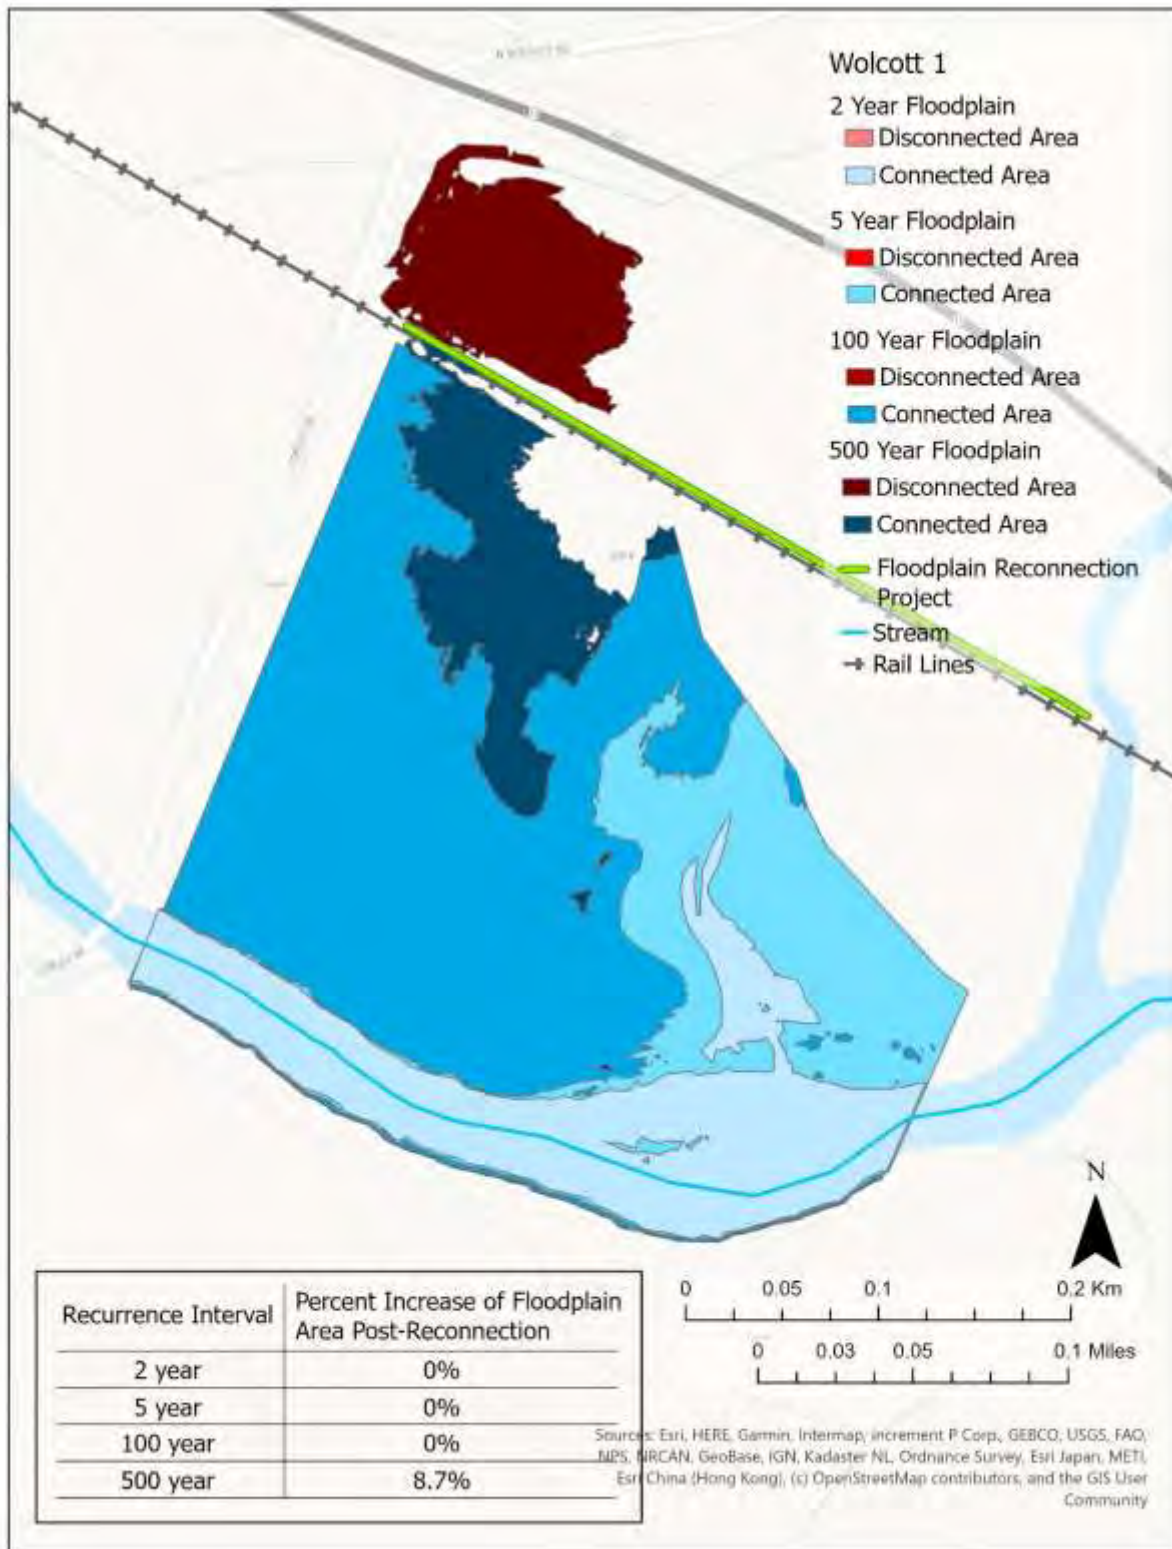 Wolcott 1
2 Year Floodplain
Disconnected Area
Connected Area
5 Year Floodplain
Disconnected Area
Connected Area
100 Year Floodplain
Disconnected Area
Connected Area
500 Year Floodplain
Disconnected Area
Connected Area
Floodplain Reconnection
Project
Stream
Rail Lines
N
0 0.05 0.1 0.2 Km
0 0.03 0.05 0.1 Miles
Recurrence Interval Percent Increase of Floodplain
Area Post-Reconnection
2 year 0%
5 year 0%
100 year 0%
500 year 8.7%
Sources: Esri, HERE, Garmin, Intermap, increment P Corp., GEBCO, USGS, FAO,
NPS, NRCAN, GeoBase, IGN, Kadaster NL, Ordnance Survey, Esri Japan, METI,
Esri China (Hong Kong), (c) OpenStreetMap contributors, and the GIS User
Community